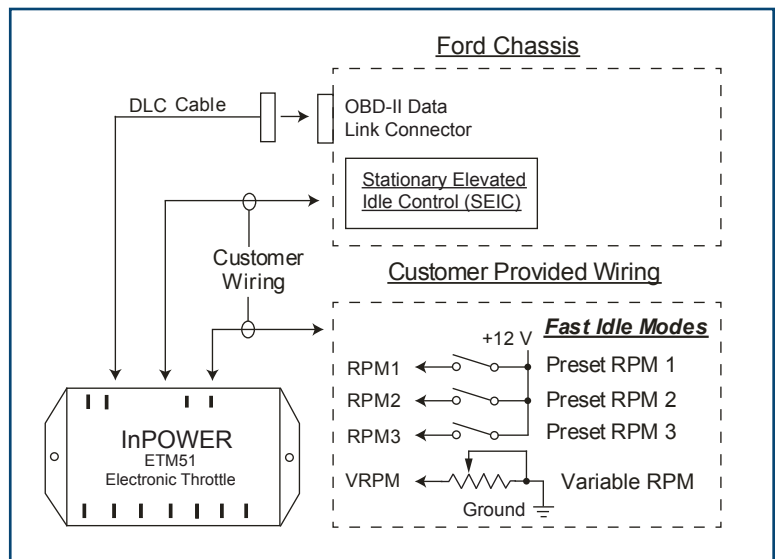 Ford Chassis
DLC Cable
OBD-II Data
Link Connector
Stationary Elevated
Idle Control (SEIC)
Customer
Wiring
Customer Provided Wiring
+12 V
Fast Idle Modes
RPM1
Preset RPM 1
RPM2
Preset RPM 2
RPM3
Preset RPM 3
VRPM
Variable RPM
Ground
InPOWER
ETM51
Electronic Throttle